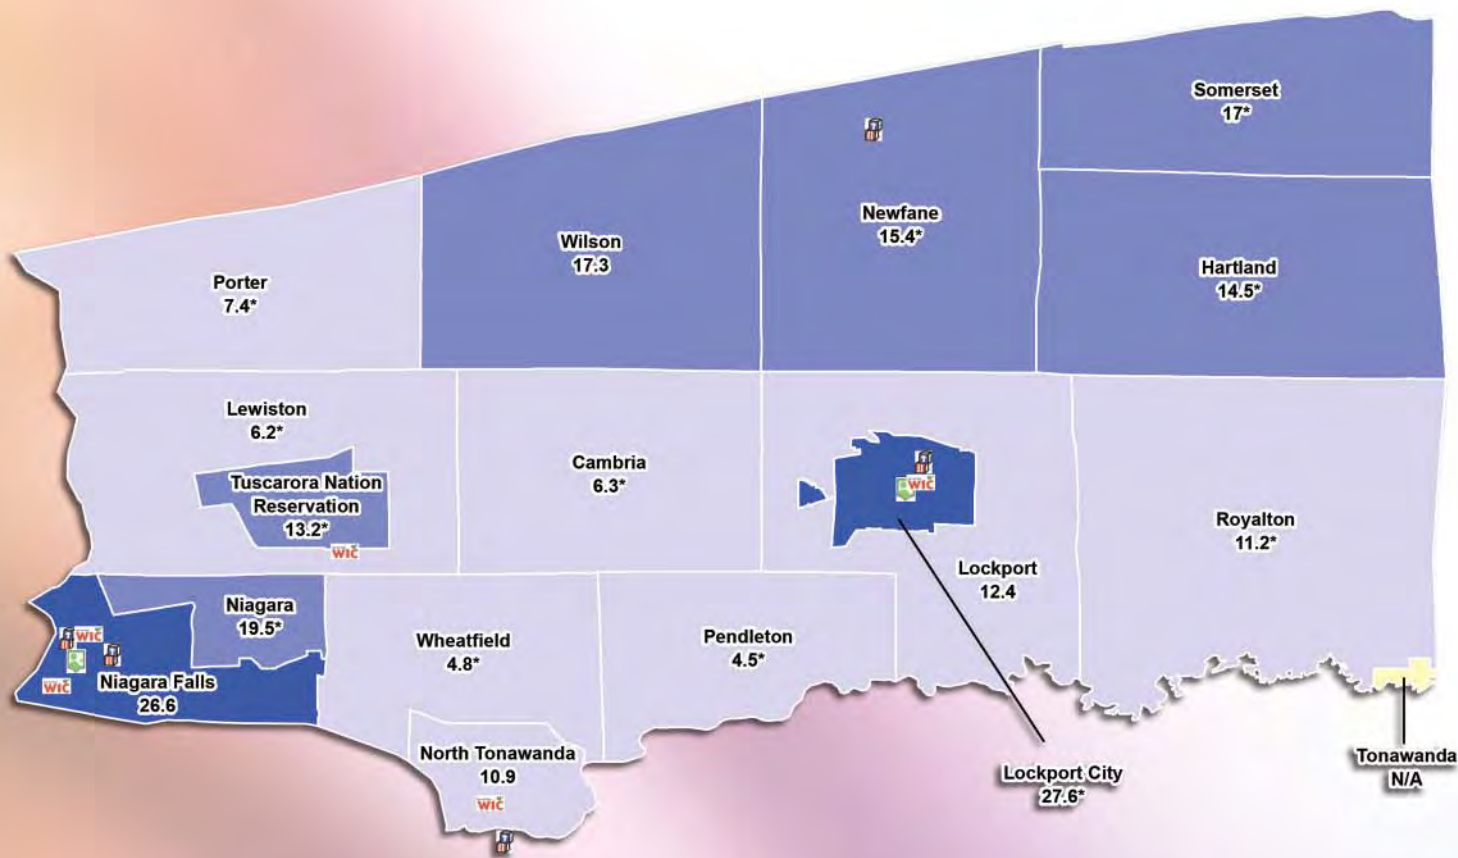 Somerset
17*
Newfane
15.4*
Wilson
17.3
Hartland
14.5*
Porter
7.4*
Lewiston
6.2*
Tuscarora Nation
Reservation
13.2*
WIC
Cambria
6.3*
WIC
Lockport
12.4
Royalton
11.2*
Niagara
19.5*
WIC
WIC
Niagara Falls
26.6
Wheatfield
4.8*
Pendleton
4.5*
North Tonawanda
10.9
WIC
Lockport City
27.6*
Tonawanda
N/A